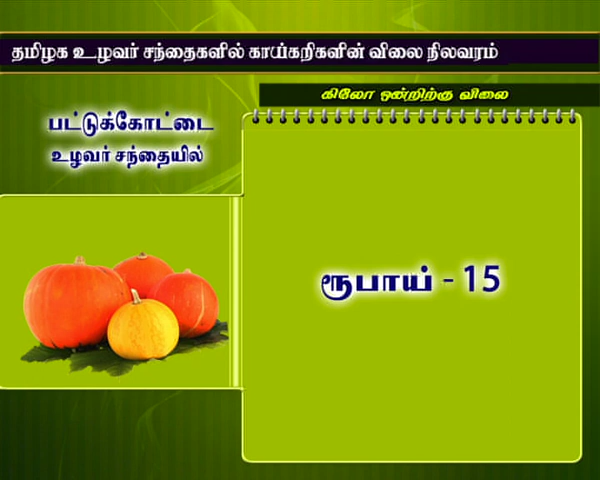 தமிழக உழவர் சந்தைகளில் காய்கறிகளின் விலை நிலவரம்
கிலோ ஒன்றிற்கு விலை
பட்டுக்கோட்டை
உழவர் சந்தையில்
ரூபாய் - 15